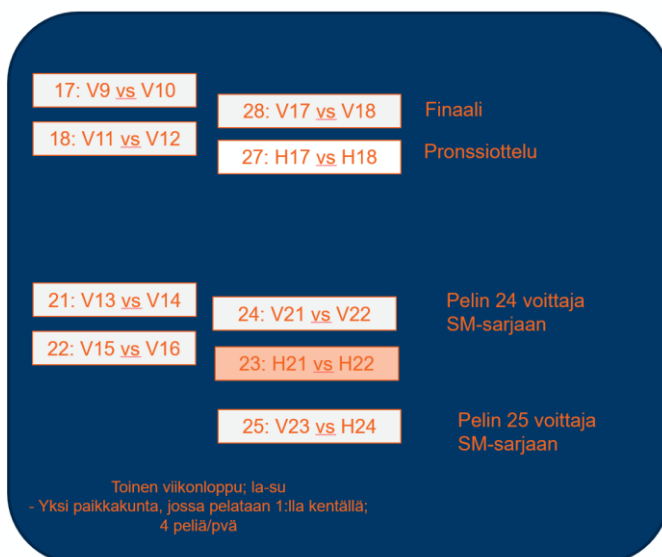 17: V9 vs V10
18: V11 vs V12
28: V17 vs V18
Finaali
27: H17 vs H18
Pronssiottelu
21: V13 vs V14
22: V15 vs V16
24: V21 vs V22
Pelin 24 voittaja
SM-sarjaan
23: H21 vs H22
25: V23 vs H24
Pelin 25 voittaja
SM-sarjaan
Toinen viikonloppu; la-su
- Yksi paikkakunta, jossa pelataan 1:lla kentällä;
4 peliä/pvä